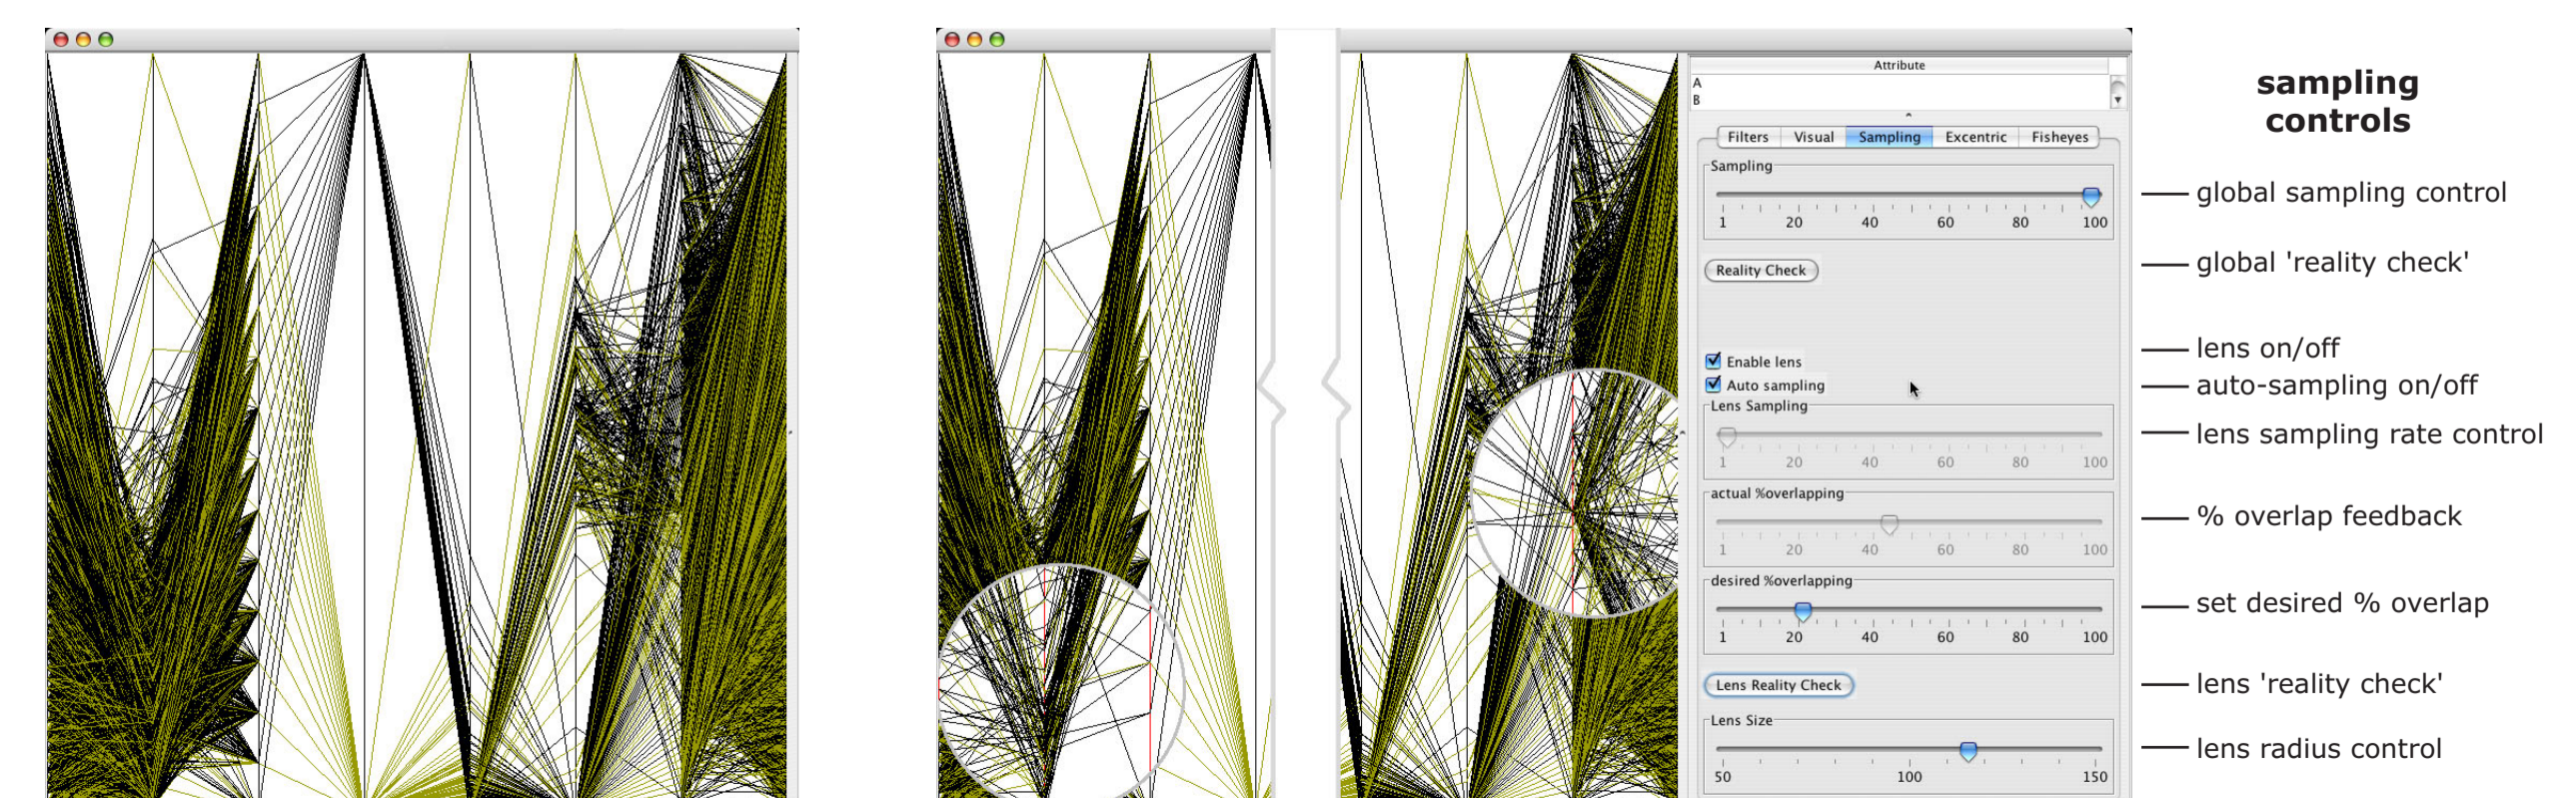 Attribute
A
B
Filters Visual Sampling Excentric Fisheyes
Sampling
1 20 40 60 80 100
Reality Check
Enable lens
Auto sampling
Lens Sampling
1 20 40 60 80 100
actual %overlapping
1 20 40 60 80 100
desired %overlapping
1 20 40 60 80 100
Lens Reality Check
Lens Size
50 100 150
sampling
controls
global sampling control
global 'reality check'
lens on/off
auto-sampling on/off
lens sampling rate control
% overlap feedback
set desired % overlap
lens 'reality check'
lens radius control